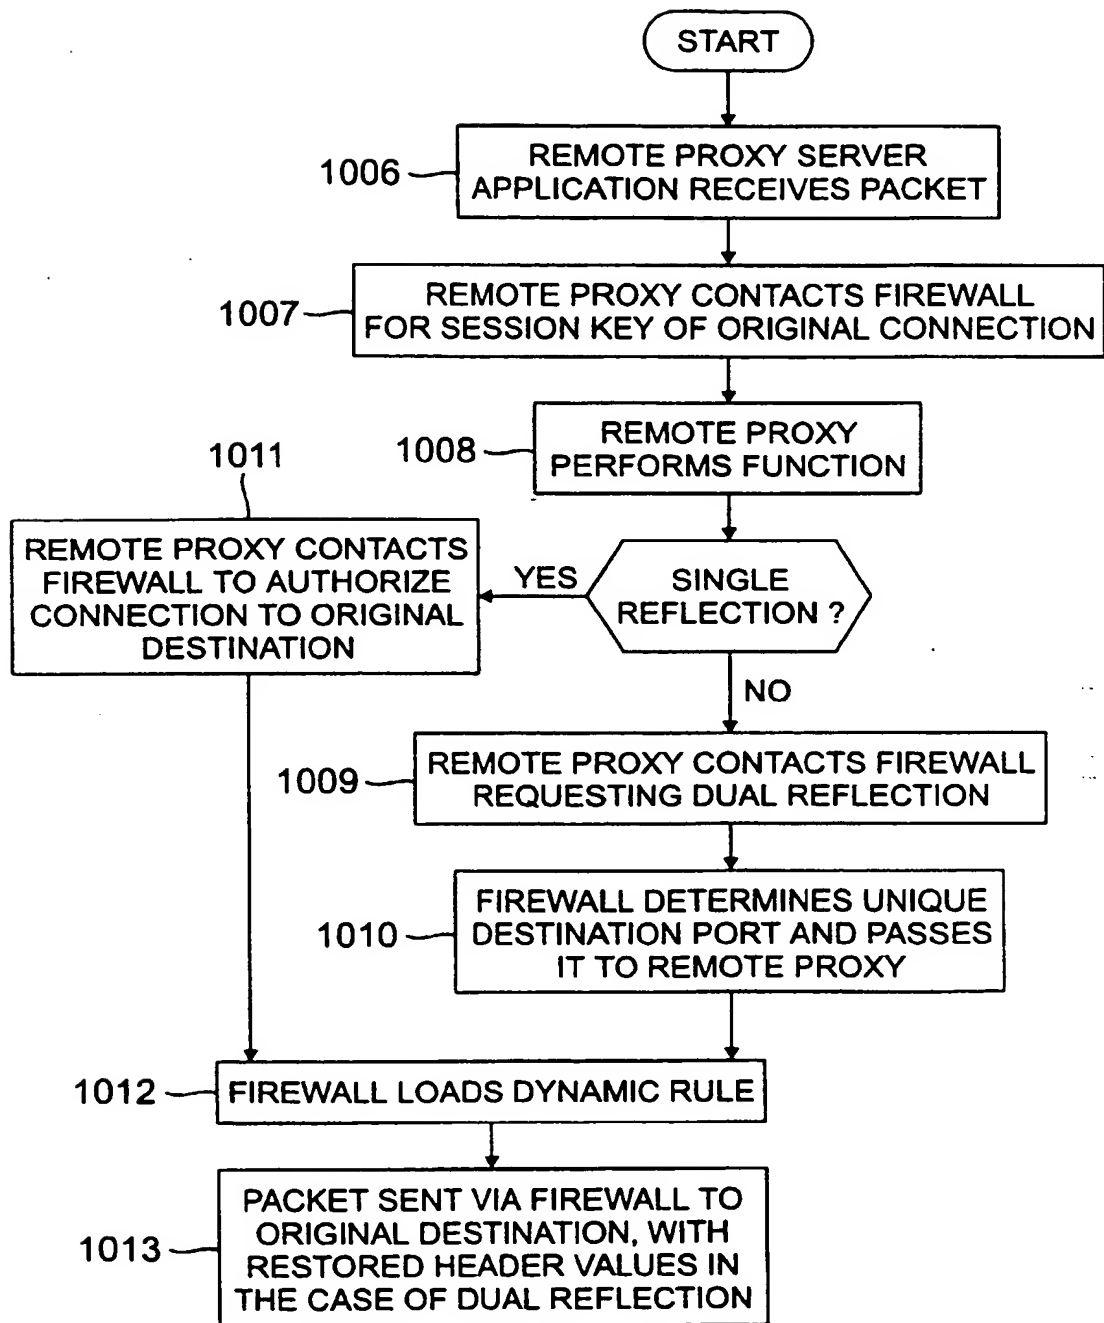 START
1006
REMOTE PROXY SERVER
APPLICATION RECEIVES PACKET
1007
REMOTE PROXY CONTACTS FIREWALL
FOR SESSION KEY OF ORIGINAL CONNECTION
1008
REMOTE PROXY
PERFORMS FUNCTION
SINGLE
REFLECTION ?
YES
1011
REMOTE PROXY CONTACTS
FIREWALL TO AUTHORIZE
CONNECTION TO ORIGINAL
DESTINATION
NO
1009
REMOTE PROXY CONTACTS FIREWALL
REQUESTING DUAL REFLECTION
1010
FIREWALL DETERMINES UNIQUE
DESTINATION PORT AND PASSES
IT TO REMOTE PROXY
1012
FIREWALL LOADS DYNAMIC RULE
1013
PACKET SENT VIA FIREWALL TO
ORIGINAL DESTINATION, WITH
RESTORED HEADER VALUES IN
THE CASE OF DUAL REFLECTION